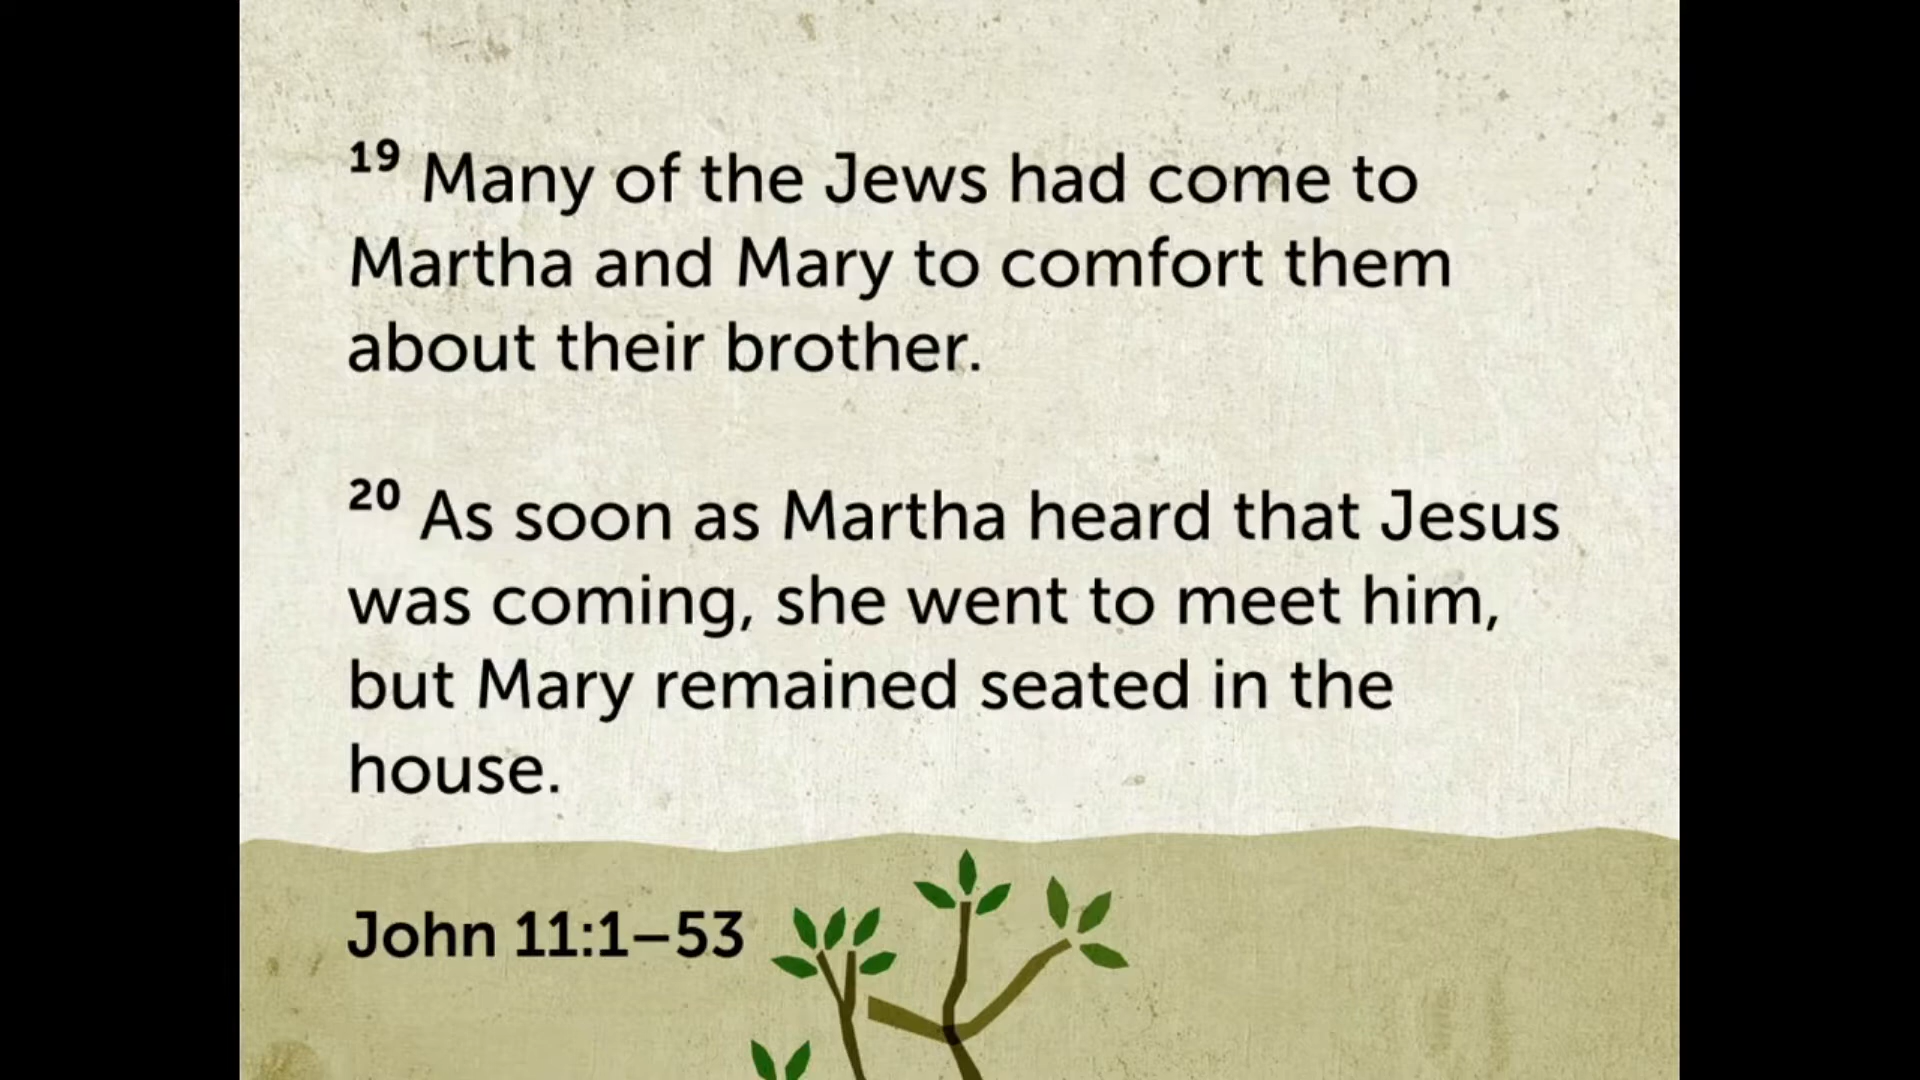 19 Many of the Jews had come to
Martha and Mary to comfort them
about their brother.
20 As soon as Martha heard that Jesus
was coming, she went to meet him,
but Mary remained seated in the
house.
John 11:1–53